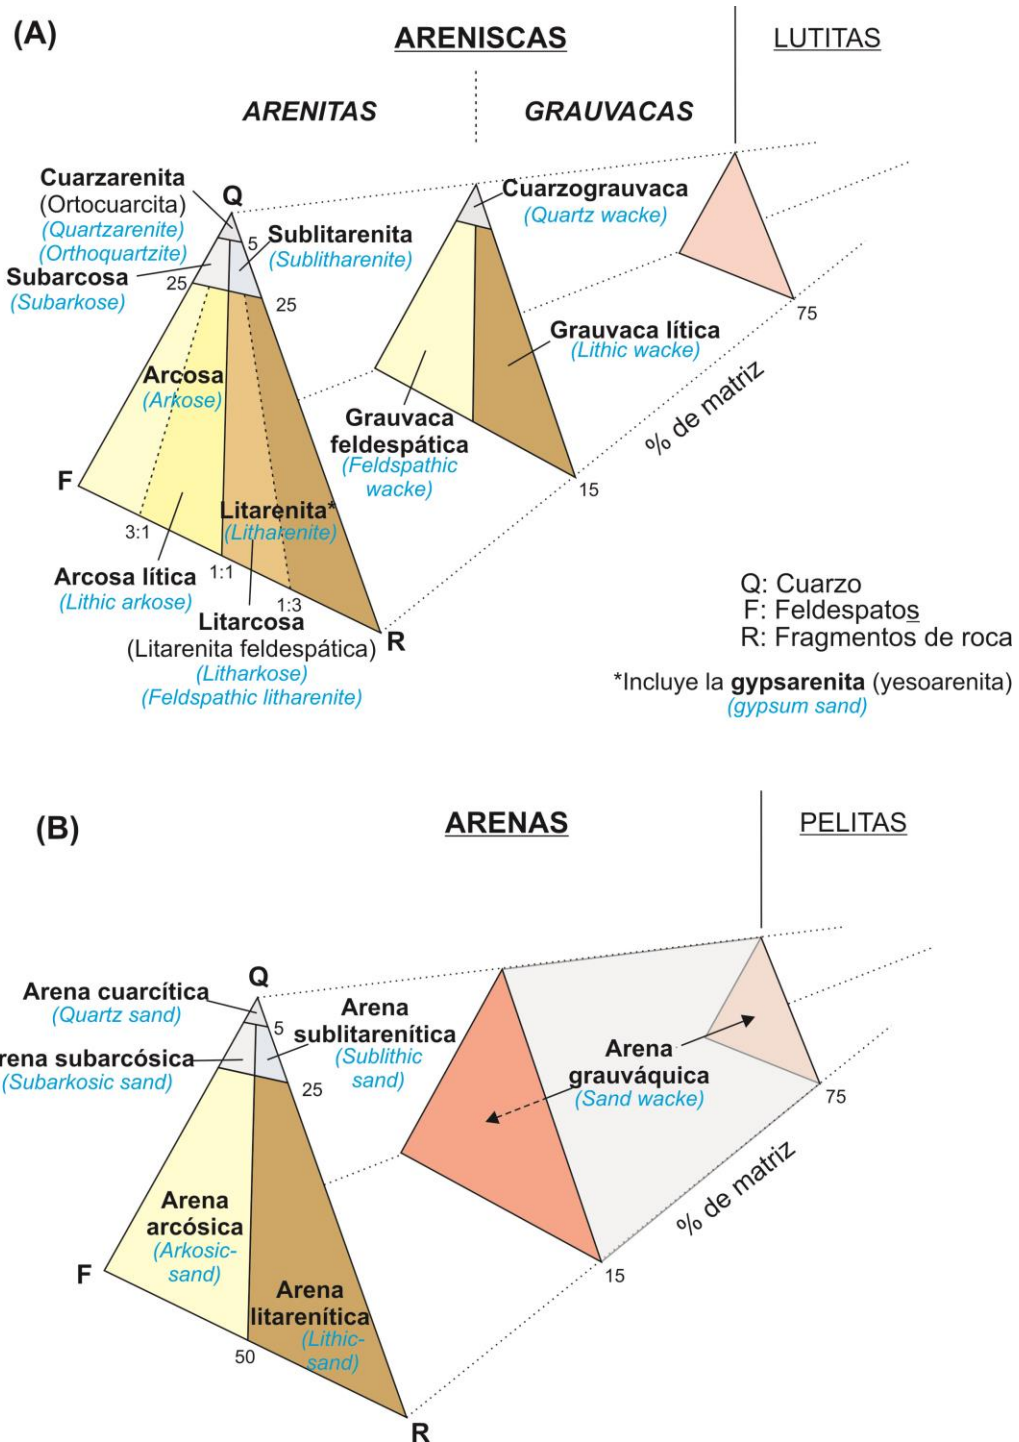 (A)
ARENISCAS
LUTITAS
ARENITAS
GRAUVACAS
Cuarzarenita
(Ortocuarcita)
(Quartzarenite)
(Orthoquartzite)
Q
5
Sublitarenita
(Sublitharenite)
Subarcosa
(Subarkose)
25
25
Cuarzograuvaca
(Quartz wacke)
Arcosa
(Arkose)
Grauvaca lítica
(Lithic wacke)
75
% de matriz
Grauvaca
feldespática
(Feldspathic
wacke)
15
F
Litarenita*
(Litharenite)
3:1
1:1
1:3
Arcosa lítica
(Lithic arkose)
Litarcosa
(Litarenita feldespática)
(Litharkose)
(Feldspathic litharenite)
R
Q: Cuarzo
F: Feldespatos
R: Fragmentos de roca
*Incluye la gypsarenita (yesoarenita)
(gypsum sand)
(B)
ARENAS
PELITAS
Q
Arena cuarcítica
(Quartz sand)
5
Arena
sublitarenítica
(Sublithic
sand)
rena subarcósica
(Subarkosic sand)
25
Arena
grauváquica
(Sand wacke)
75
% de matriz
15
Arena
arcósica
(Arkosic-
sand)
F
Arena
litarenítica
(Lithic-
sand)
50
R